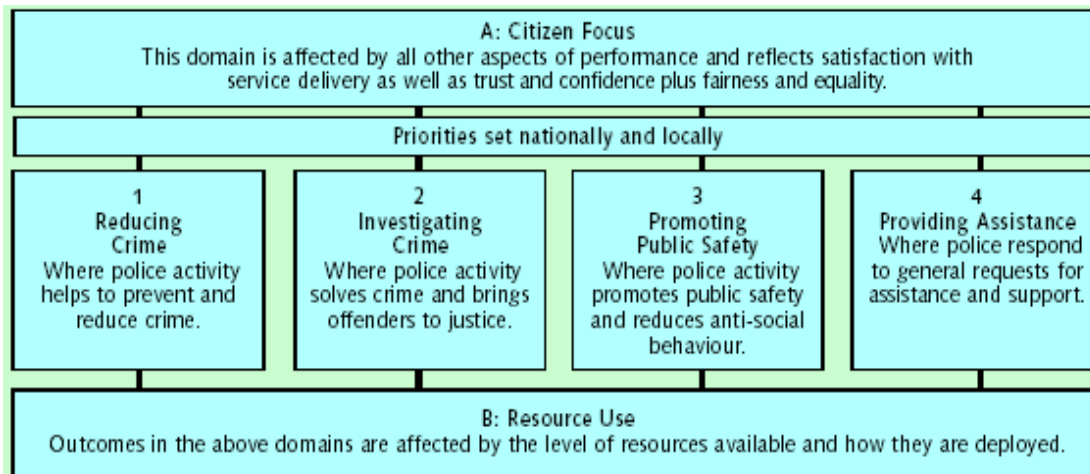 A: Citizen Focus
This domain is affected by all other aspects of performance and reflects satisfaction with
service delivery as well as trust and confidence plus fairness and equality.
Priorities set nationally and locally
1
Reducing
Crime
Where police activity
helps to prevent and
reduce crime.
2
Investigating
Crime
Where police activity
solves crime and brings
offenders to justice.
3
Promoting
Public Safety
Where police activity
promotes public safety
and reduces anti-social
behaviour.
4
Providing Assistance
Where police respond
to general requests for
assistance and support.
B: Resource Use
Outcomes in the above domains are affected by the level of resources available and how they are deployed.